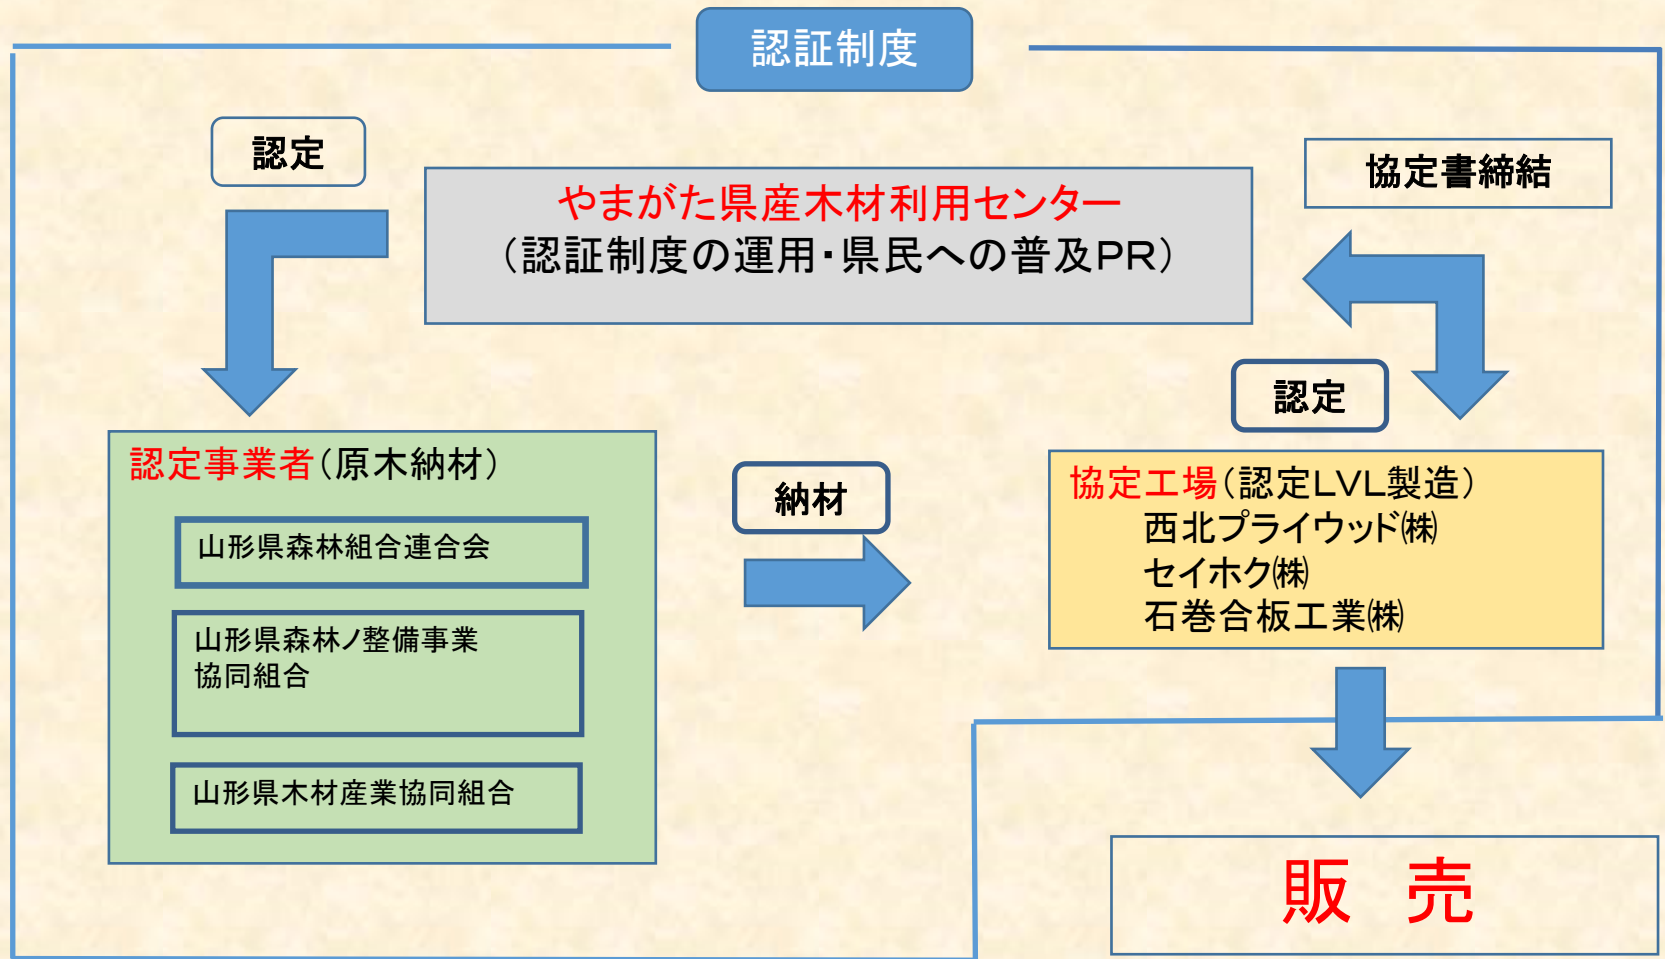 認証制度
認定
協定書締結
やまがた県産木材利用センター
（認証制度の運用・県民への普及PR）
認定
認定事業者（原木納材）
山形県森林組合連合会
山形県森林ノ整備事業
協同組合
山形県木材産業協同組合
納材
協定工場（認定LVL製造）
西北プライウッド㈱
セイホク㈱
石巻合板工業㈱
販　売